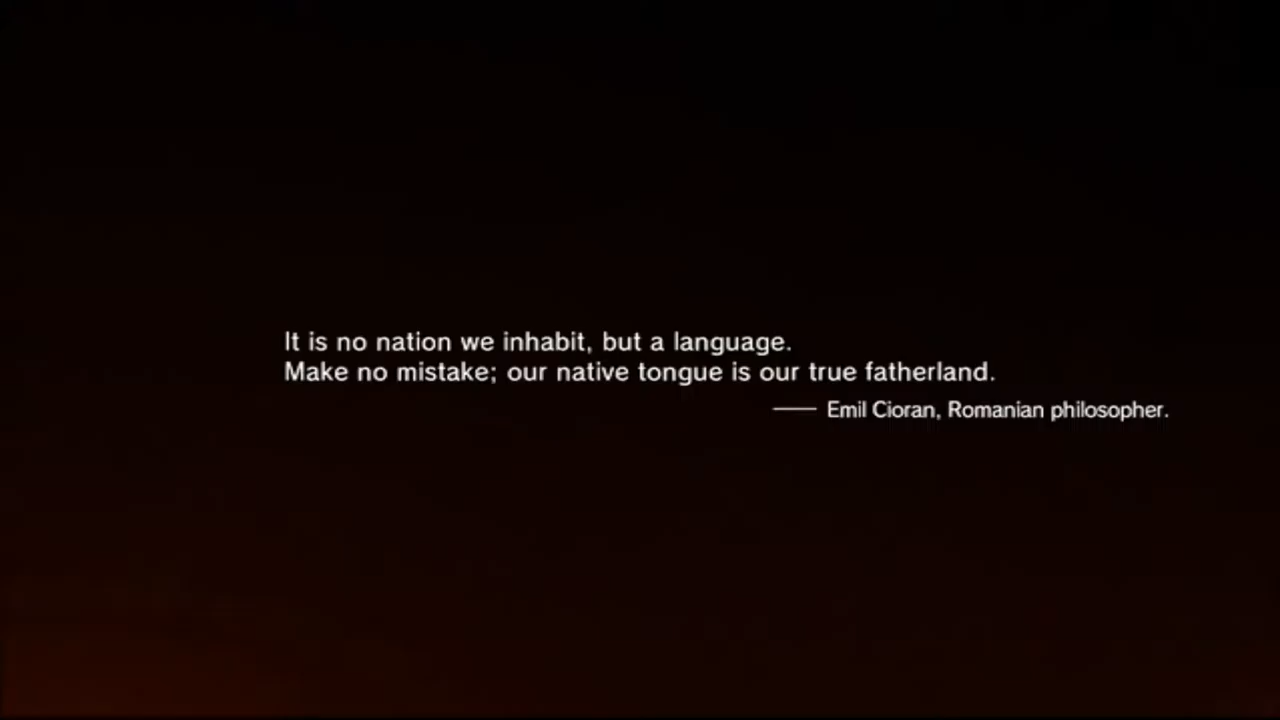 It is no nation we inhabit, but a language.
Make no mistake; our native tongue is our true fatherland.
—— Emil Cioran, Romanian philosopher.